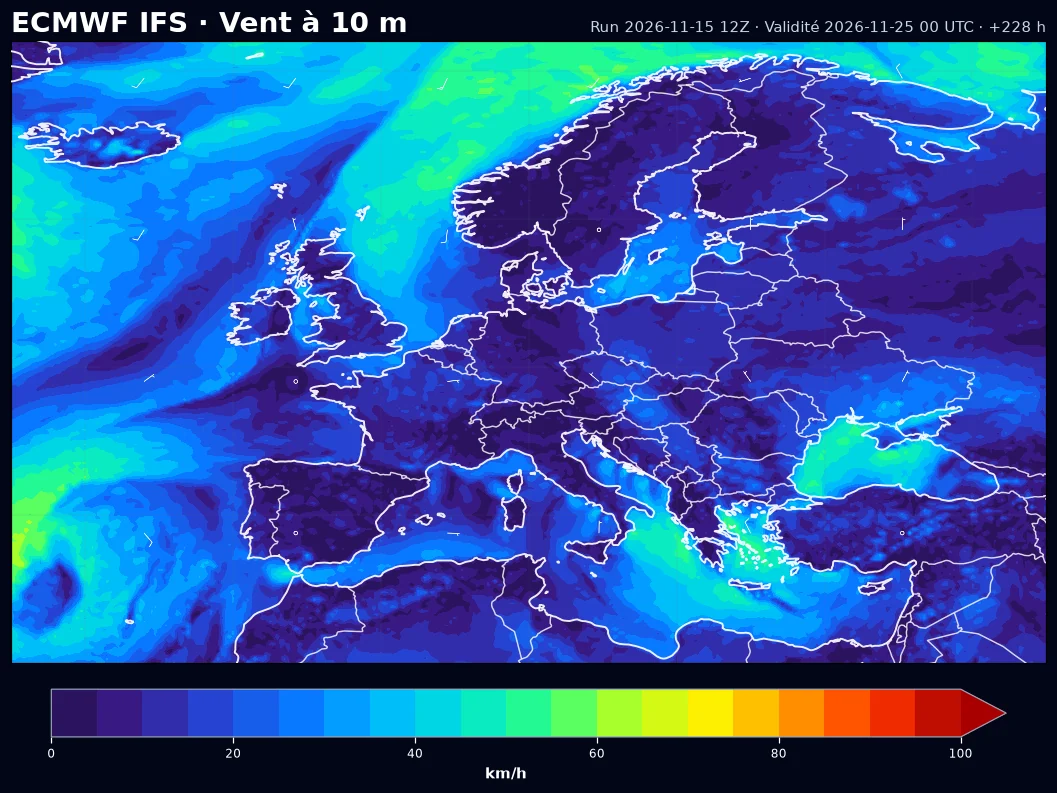 ECMWF IFS · Vent à 10 m
Run 2026-11-15 12Z · Validité 2026-11-25 00 UTC · +228 h
0 20 40 60 80 100
km/h